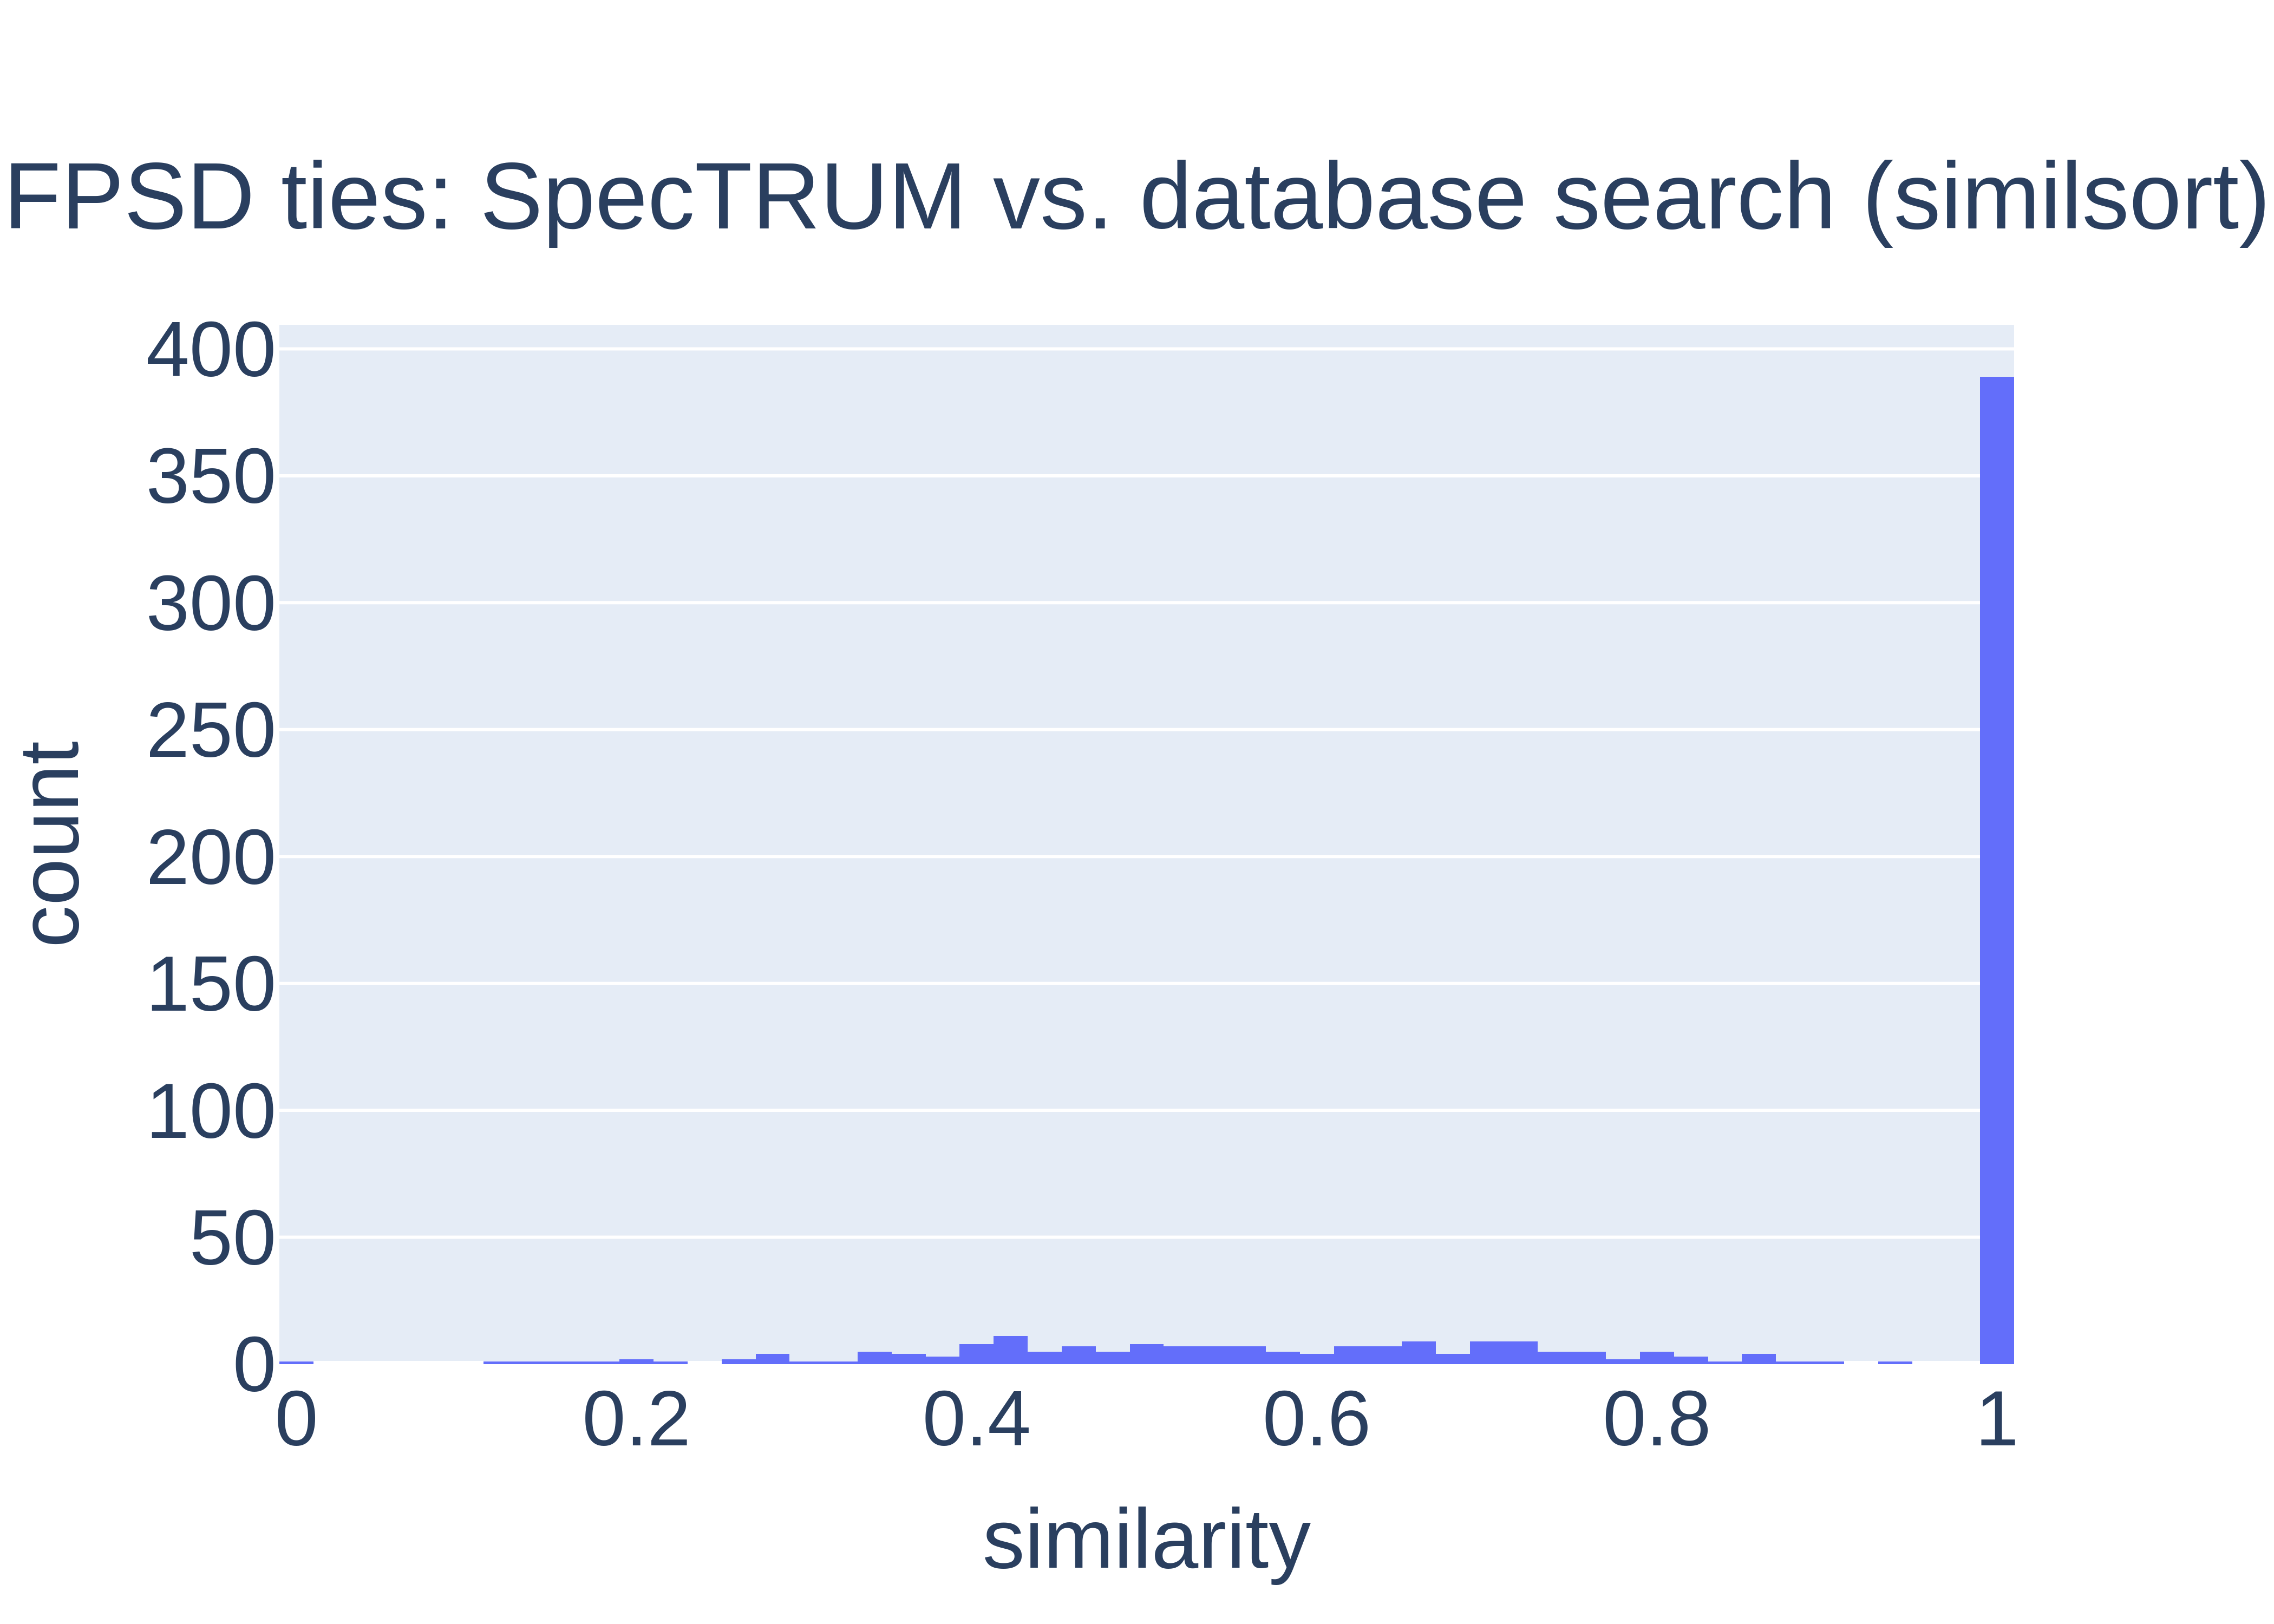 FPSD ties: SpecTRUM vs. database search (similsort)
400
350
300
250
200
150
100
50
0
count
0 0.2 0.4 0.6 0.8 1
similarity